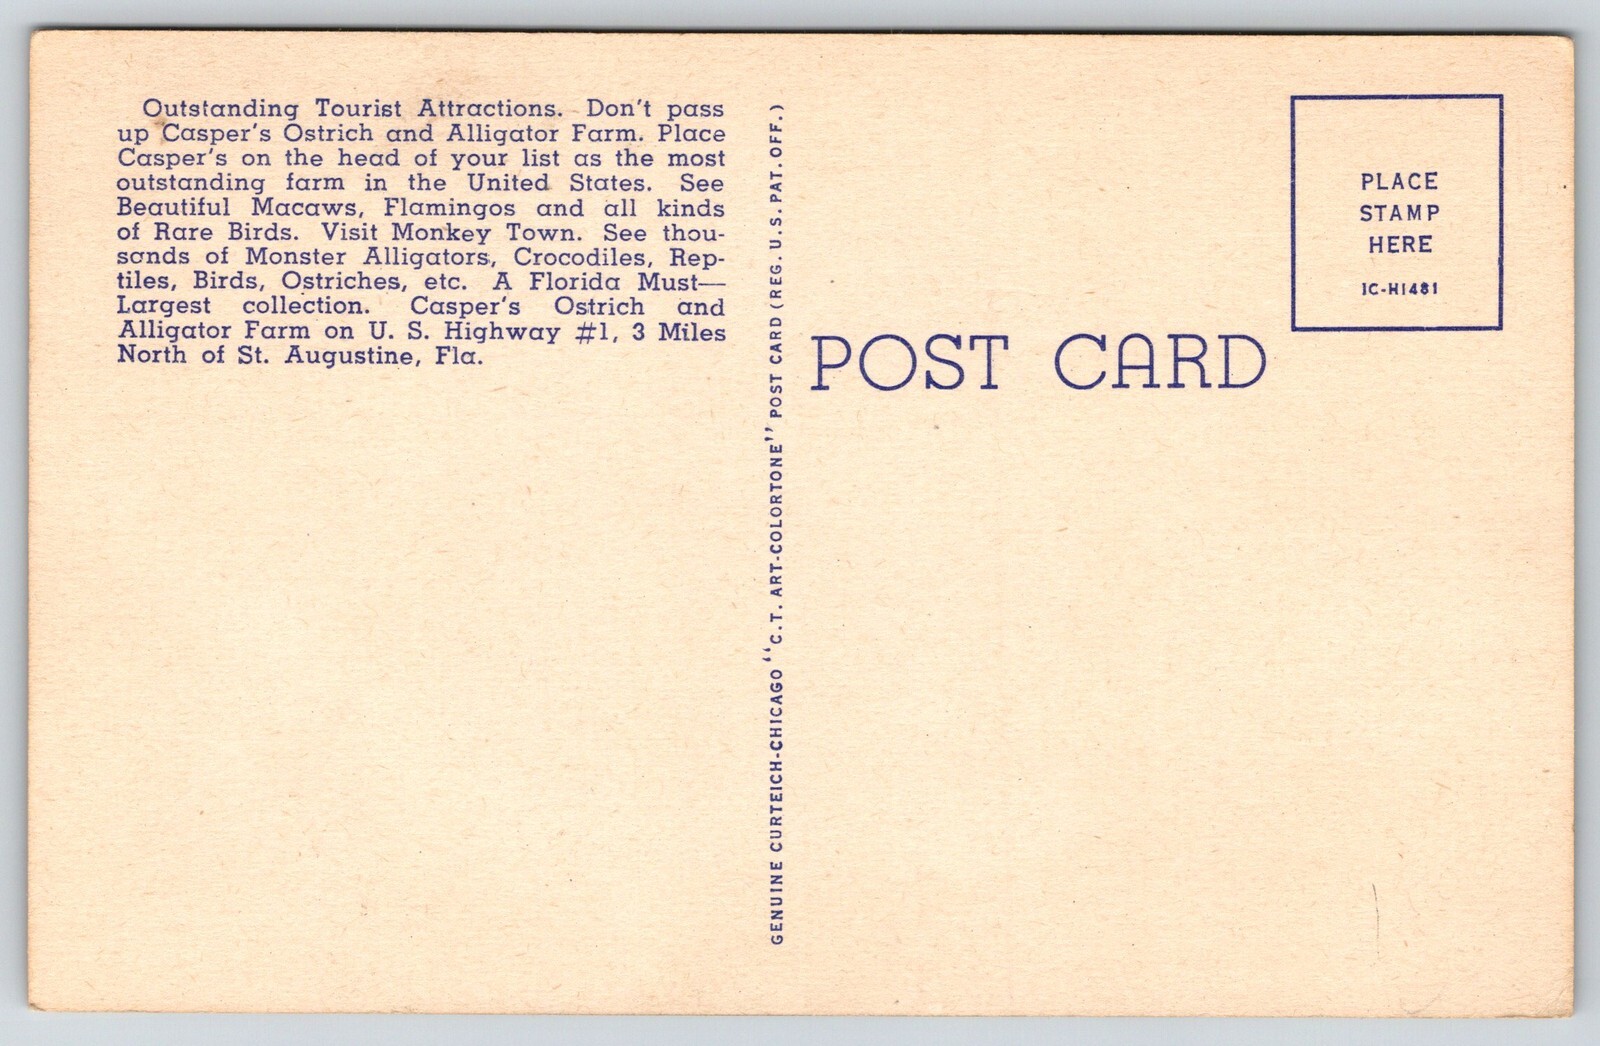 Outstanding Tourist Attractions. Don't pass
up Casper's Ostrich and Alligator Farm. Place
Casper's on the head of your list as the most
outstanding farm in the United States. See
Beautiful Macaws, Flamingos and all kinds
of Rare Birds. Visit Monkey Town. See thou-
sands of Monster Alligators, Crocodiles, Rep-
tiles, Birds, Ostriches, etc. A Florida Must—
Largest collection. Casper's Ostrich and
Alligator Farm on U. S. Highway #1, 3 Miles
North of St. Augustine, Fla.
GENUINE CURTEICH-CHICAGO "C.T. ART-COLORTONE" POST CARD (REG. U.S. PAT. OFF.)
POST CARD
PLACE
STAMP
HERE
1C-H1481